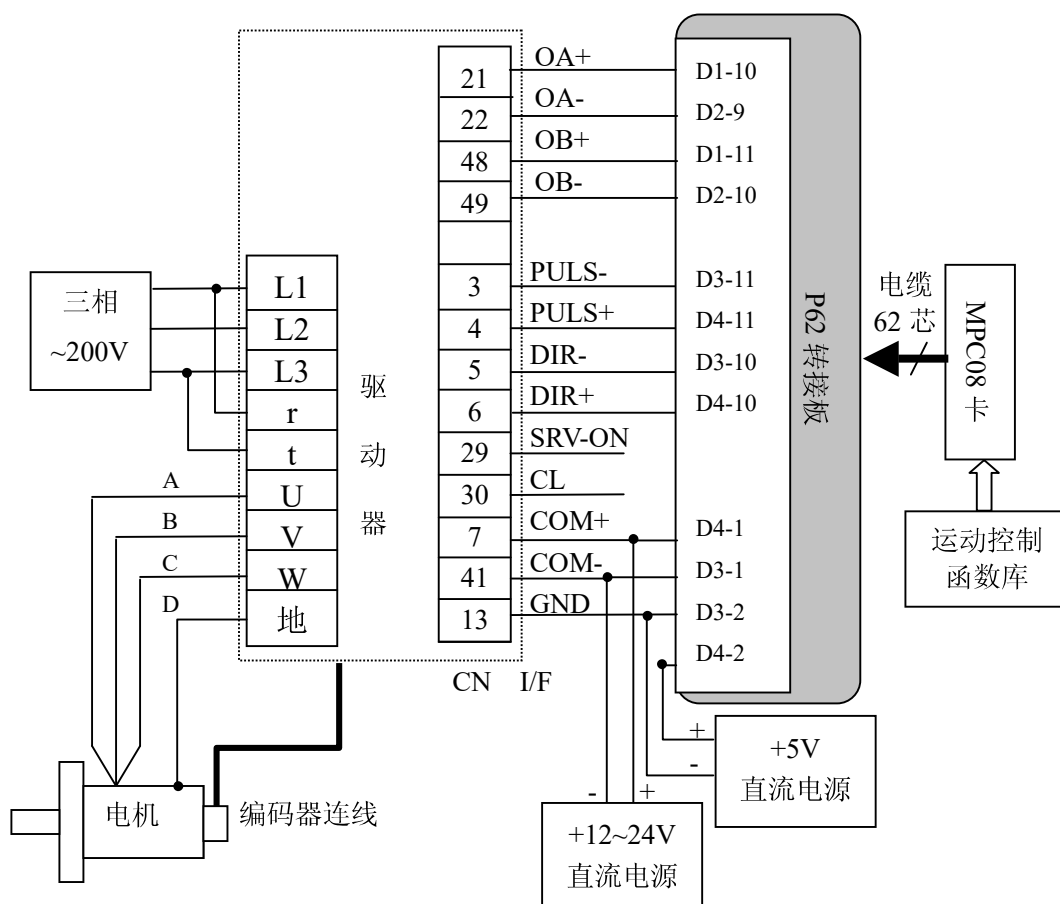 21
22
48
49
3
4
5
6
29
30
7
41
13
OA+
OA-
OB+
OB-
PULS-
PULS+
DIR-
DIR+
SRV-ON
CL
COM+
COM-
GND
CN I/F
D1-10
D2-9
D1-11
D2-10
D3-11
D4-11
D3-10
D4-10
D4-1
D3-1
D3-2
D4-2
P62 转接板
电缆
62 芯
MPC08 卡
运动控制
函数库
三相
~200V
L1
L2
L3
r
t
U
V
W
地
驱
动
器
A
B
C
D
电机
编码器连线
+
-
+5V
直流电源
-
+
+12~24V
直流电源